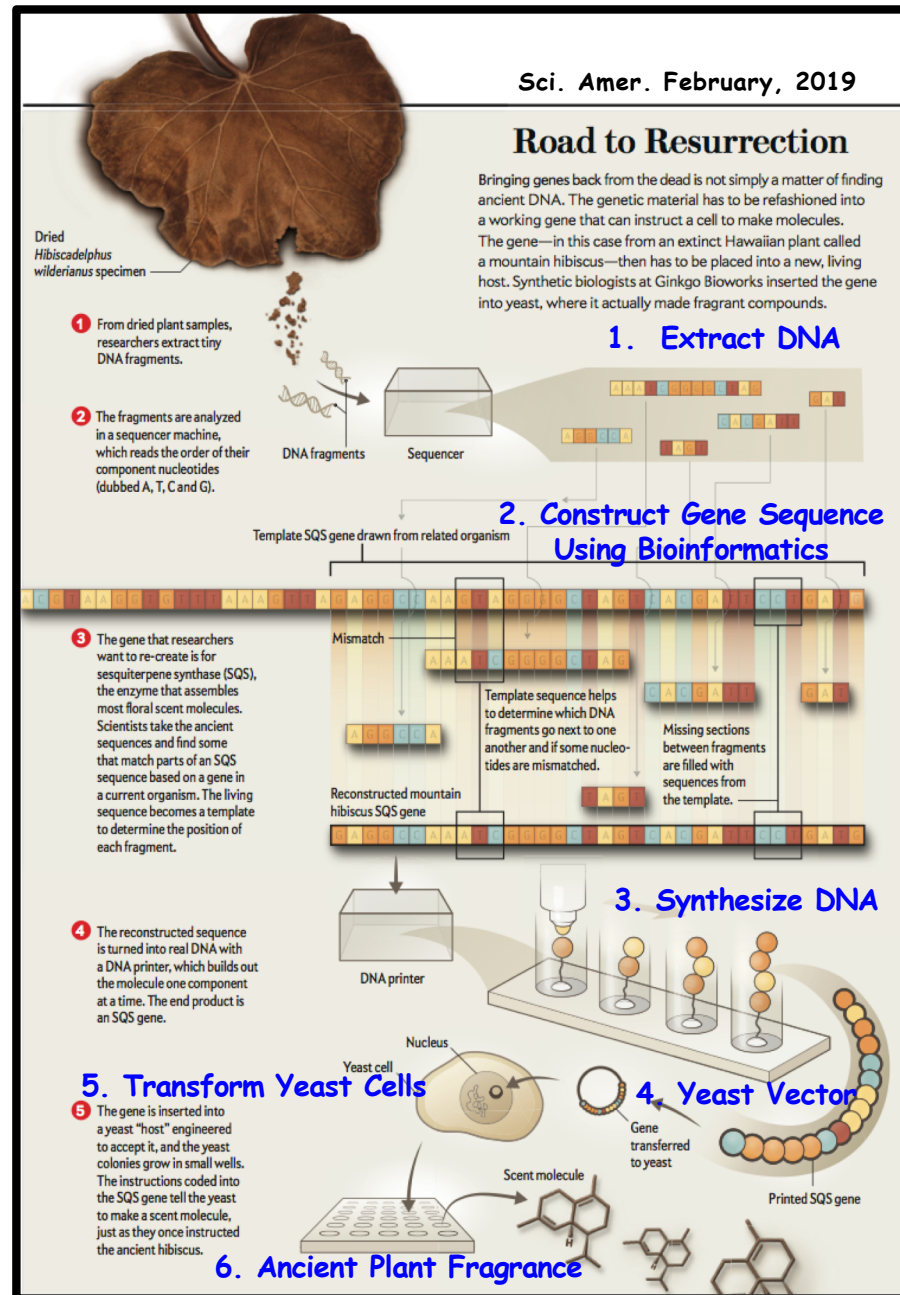 Sci. Amer. February, 2019
Road to Resurrection
Bringing genes back from the dead is not simply a matter of finding
ancient DNA. The genetic material has to be refashioned into
a working gene that can instruct a cell to make molecules.
The gene—in this case from an extinct Hawaiian plant called
a mountain hibiscus—then has to be placed into a new, living
host. Synthetic biologists at Ginkgo Bioworks inserted the gene
into yeast, where it actually made fragrant compounds.
Dried
Hibiscadelphus
wilderianus specimen
1 From dried plant samples,
researchers extract tiny
DNA fragments.
1. Extract DNA
2 The fragments are analyzed
in a sequencer machine,
which reads the order of their
component nucleotides
(dubbed A, T, C and G).
DNA fragments
Sequencer
AAATCGGGGCTAG
GAT
CACGATT
AGGCCA
TAGT
2. Construct Gene Sequence
Using Bioinformatics
Template SQS gene drawn from related organism
GAGGCCAAGTAGGGGCTAGTCACGATTCCTGATG
3 The gene that researchers
want to re-create is for
sesquiterpene synthase (SQS),
the enzyme that assembles
most floral scent molecules.
Scientists take the ancient
sequences and find some
that match parts of an SQS
sequence based on a gene in
a current organism. The living
sequence becomes a template
to determine the position of
each fragment.
Mismatch
AAATCGGGGCTAG
CACGATT
GAT
AGGCCA
Template sequence helps
to determine which DNA
fragments go next to one
another and if some nucleo-
tides are mismatched.
Missing sections
between fragments
are filled with
sequences from
the template.
TAGT
Reconstructed mountain
hibiscus SQS gene
GAGGCCAAATCGGGGCTAGTCACGATTCCTGATG
3. Synthesize DNA
4 The reconstructed sequence
is turned into real DNA with
a DNA printer, which builds out
the molecule one component
at a time. The end product is
an SQS gene.
DNA printer
Nucleus
Yeast cell
5. Transform Yeast Cells
4. Yeast Vector
5 The gene is inserted into
a yeast "host" engineered
to accept it, and the yeast
colonies grow in small wells.
The instructions coded into
the SQS gene tell the yeast
to make a scent molecule,
just as they once instructed
the ancient hibiscus.
Gene
transferred
to yeast
Printed SQS gene
Scent molecule
H
H
6. Ancient Plant Fragrance